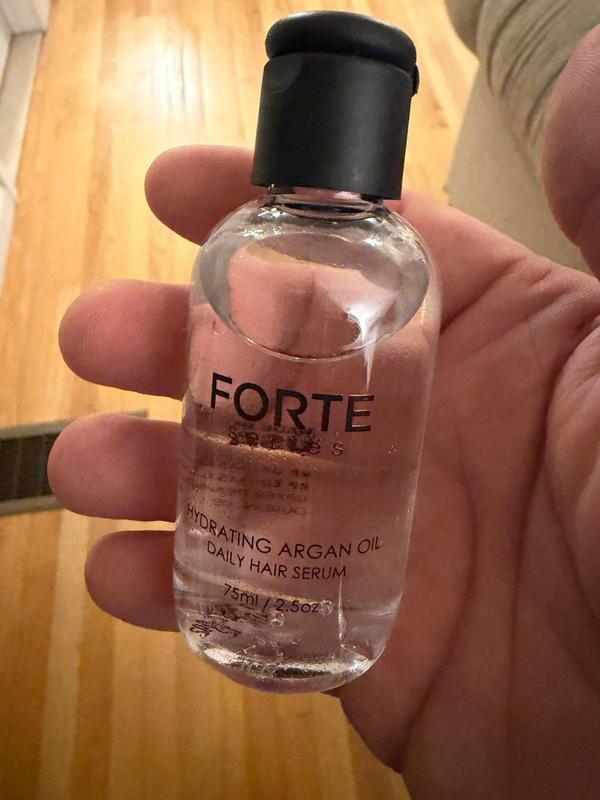 FORTE
series
HYDRATING ARGAN OIL
DAILY HAIR SERUM
75ml / 2.5oz